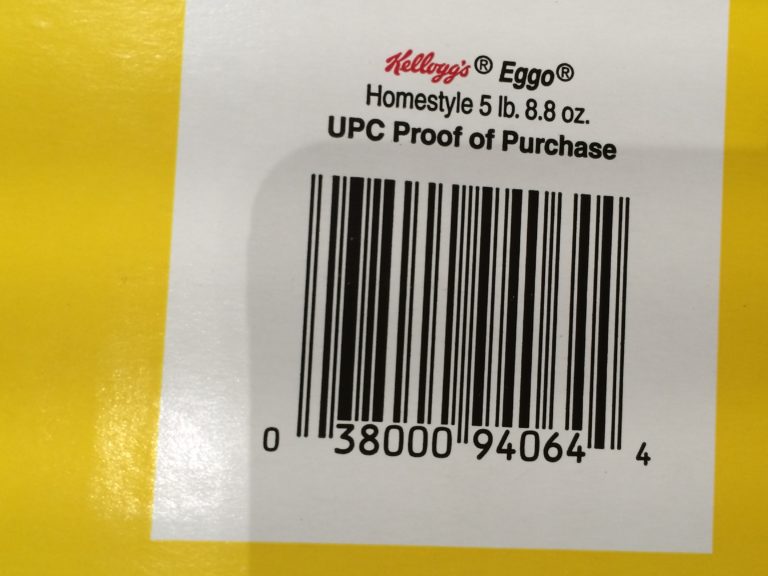 Kellogg's® Eggo®
Homestyle 5 lb. 8.8 oz.
UPC Proof of Purchase
0 38000 94064 4